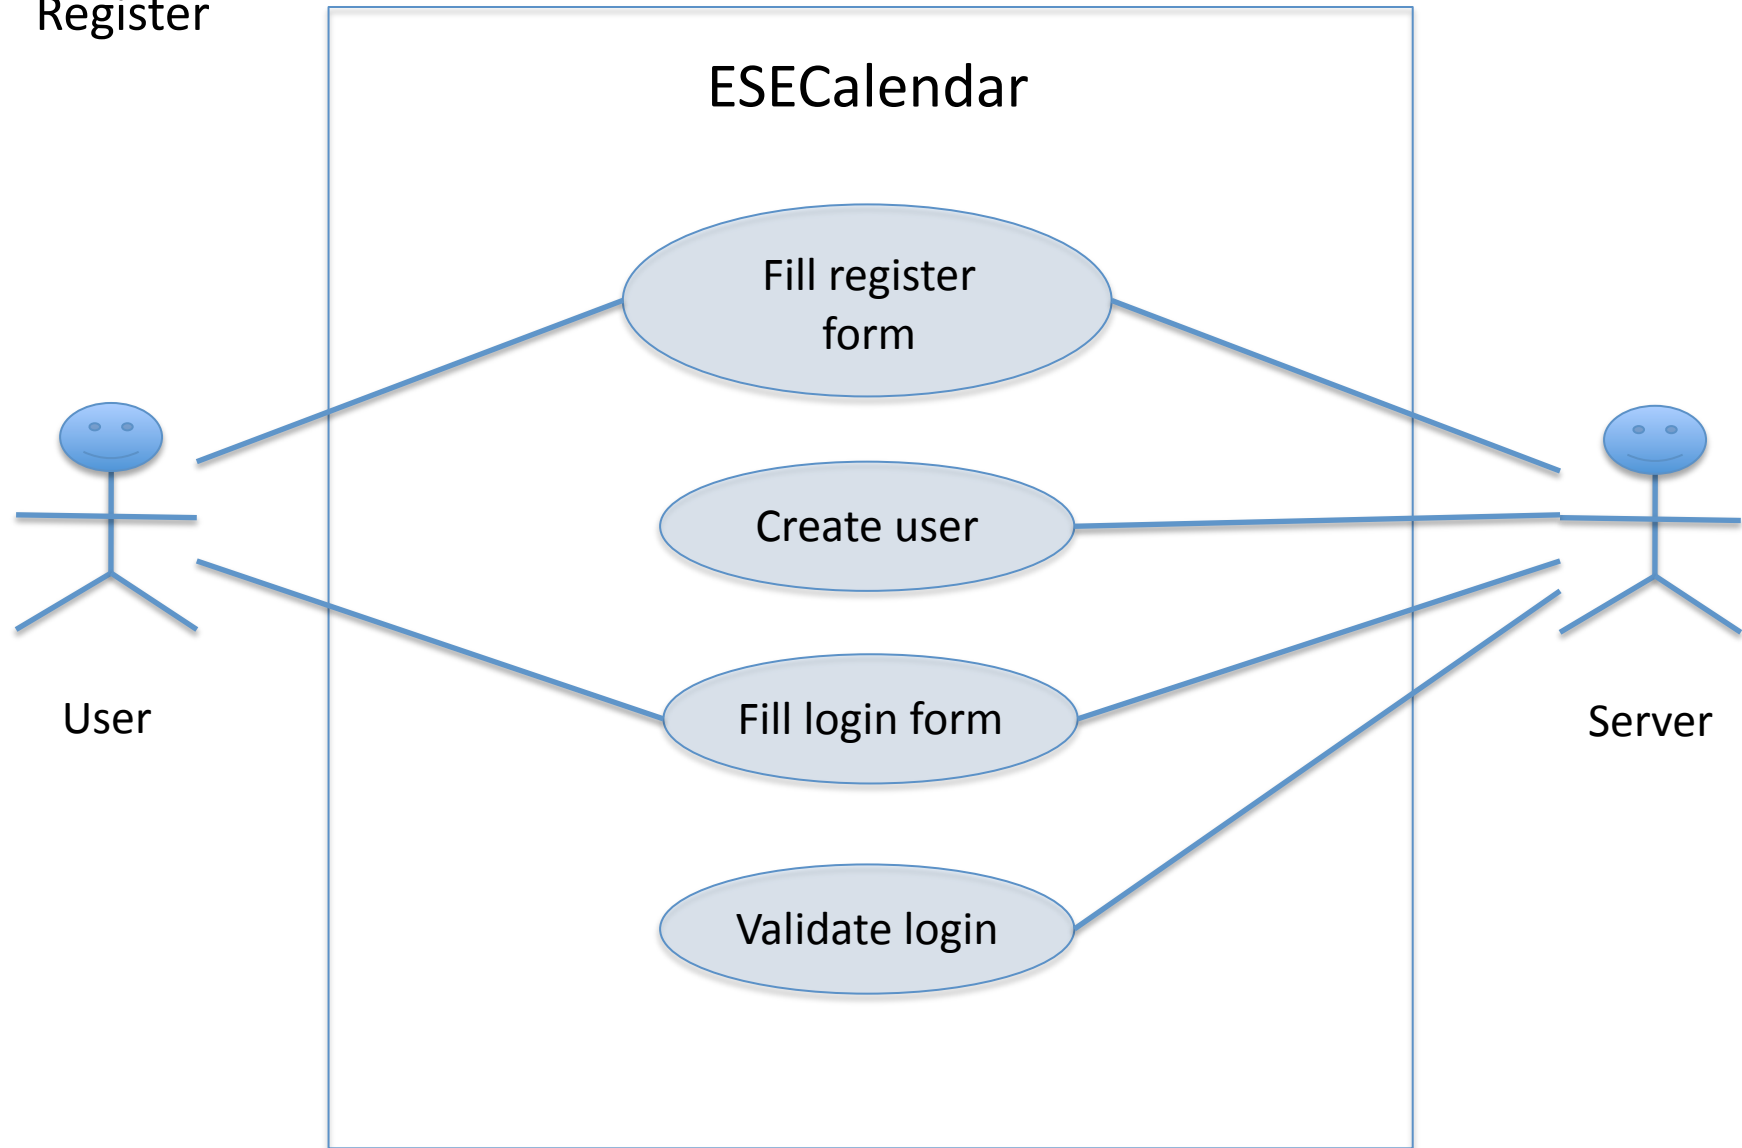 Register
ESECalendar
Fill register
form
Create user
Fill login form
User
Server
Validate login